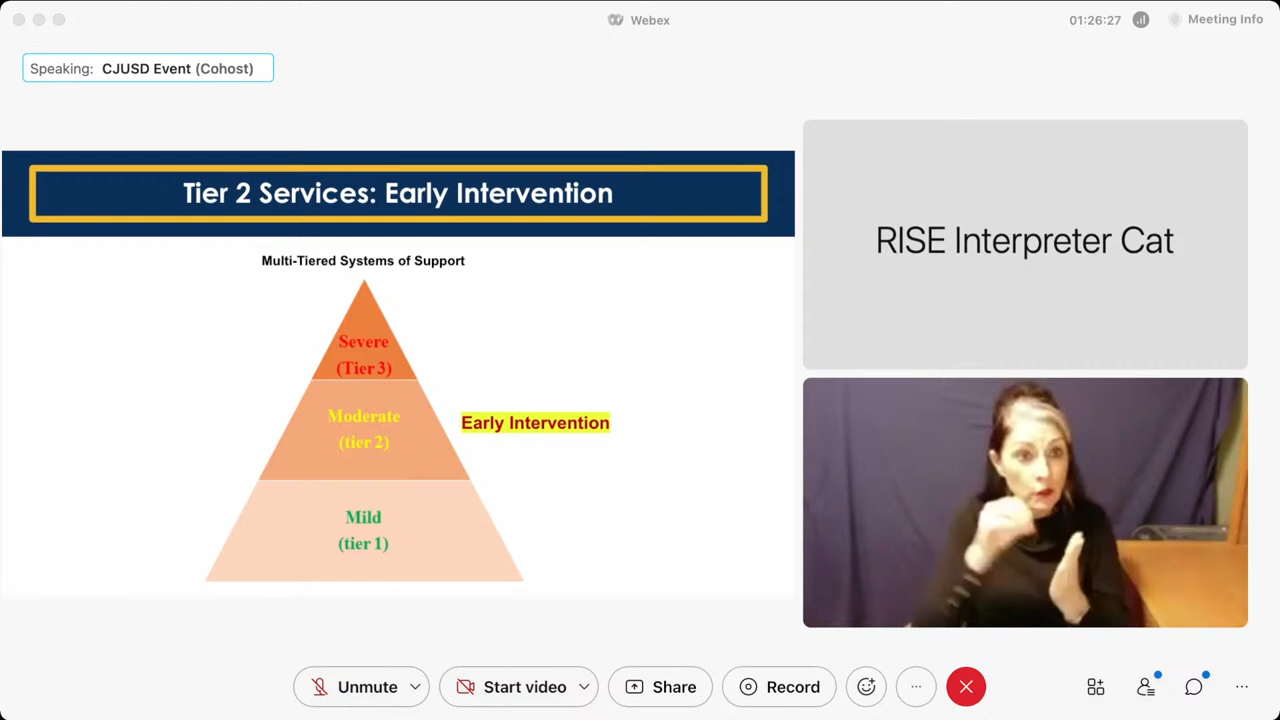 Webex
01:26:27
Meeting Info
Speaking: CJUSD Event (Cohost)
Tier 2 Services: Early Intervention
Multi-Tiered Systems of Support
Severe
(Tier 3)
Moderate
(tier 2)
Early Intervention
Mild
(tier 1)
RISE Interpreter Cat
Unmute
Start video
Share
Record